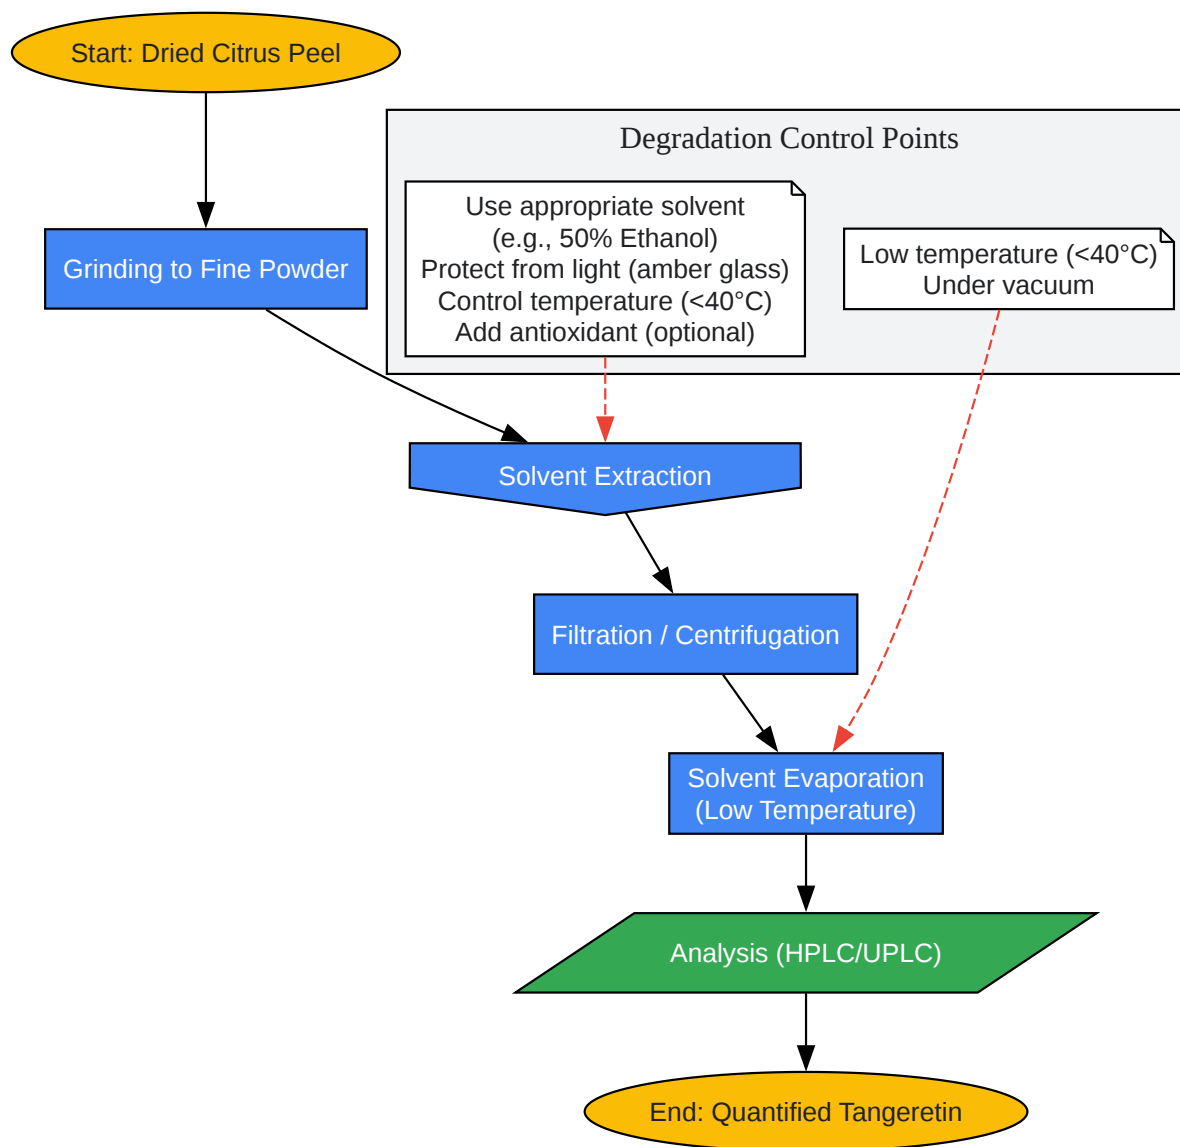 Start: Dried Citrus Peel
Degradation Control Points
Use appropriate solvent
(e.g., 50% Ethanol)
Protect from light (amber glass)
Control temperature (<40°C)
Add antioxidant (optional)
Low temperature (<40°C)
Under vacuum
Grinding to Fine Powder
Solvent Extraction
Filtration / Centrifugation
Solvent Evaporation
(Low Temperature)
Analysis (HPLC/UPLC)
End: Quantified Tangeretin